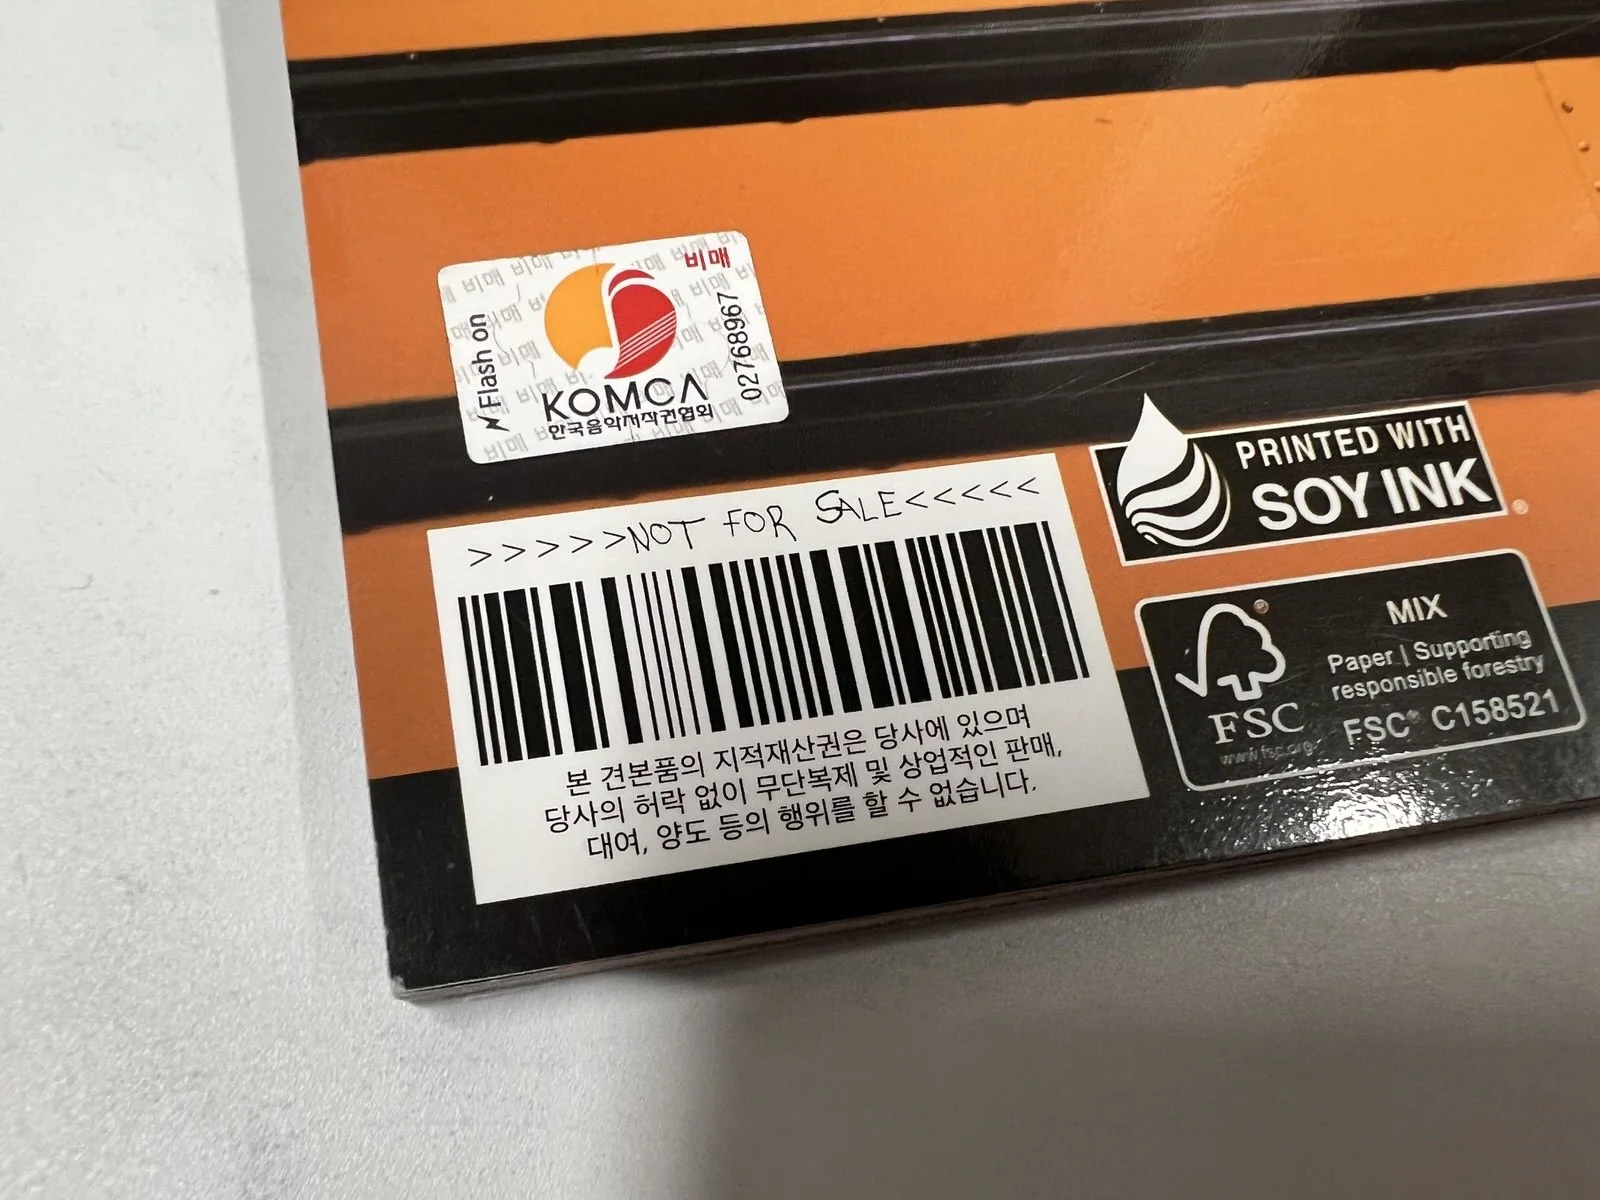 비매
Flash on
02768967
KOMCA
한국음악저작권협회
>>>>>NOT FOR SALE<<<<<
본 견본품의 지적재산권은 당사에 있으며
당사의 허락 없이 무단복제 및 상업적인 판매,
대여, 양도 등의 행위를 할 수 없습니다.
PRINTED WITH
SOY INK
®
MIX
Paper | Supporting
responsible forestry
FSC® C158521
FSC
www.fsc.org